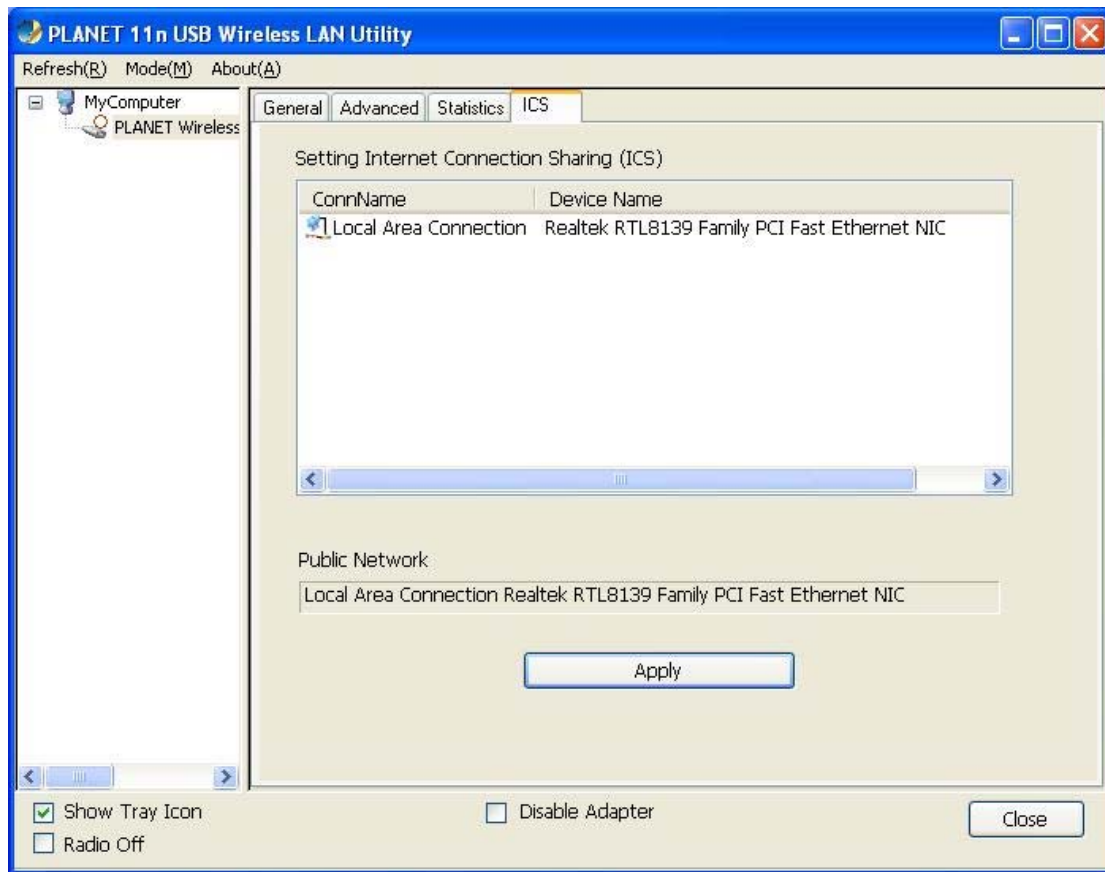 PLANET 11n USB Wireless LAN Utility
Refresh(R) Mode(M) About(A)
MyComputer
PLANET Wireless
General Advanced Statistics ICS
Setting Internet Connection Sharing (ICS)
ConnName Device Name
Local Area Connection Realtek RTL8139 Family PCI Fast Ethernet NIC
Public Network
Local Area Connection Realtek RTL8139 Family PCI Fast Ethernet NIC
Apply
Show Tray Icon
Radio Off
Disable Adapter
Close